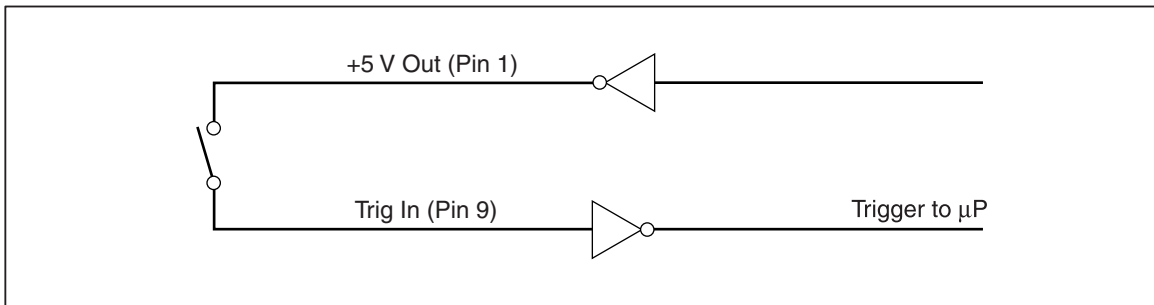 +5 V Out (Pin 1)
Trig In (Pin 9)
Trigger to μP